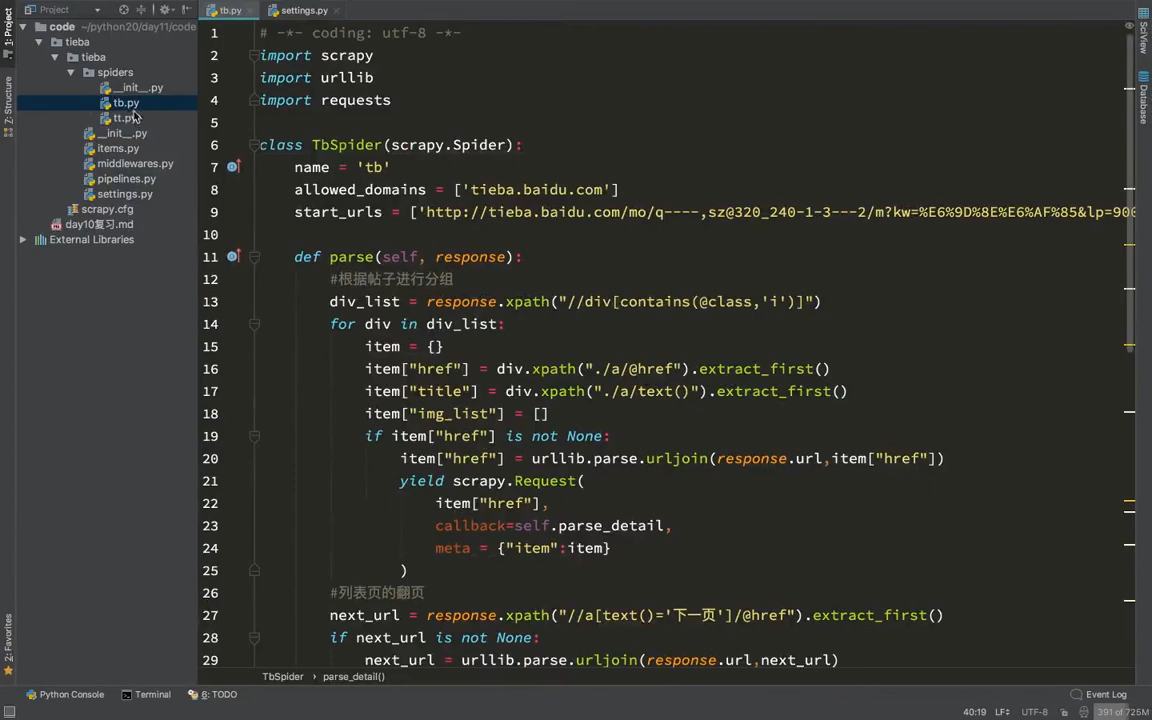 Project
tb.py
settings.py
1: Project
Z: Structure
2: Favorites
code ~/python20/day11/code
tieba
tieba
spiders
__init__.py
tb.py
__init__.py
items.py
middlewares.py
pipelines.py
settings.py
scrapy.cfg
day10复习.md
External Libraries
1 # -*- coding: utf-8 -*-
2 import scrapy
3 import urllib
4 import requests
5
6 class TbSpider(scrapy.Spider):
7 name = 'tb'
8 allowed_domains = ['tieba.baidu.com']
9 start_urls = ['http://tieba.baidu.com/mo/q----,sz@320_240-1-3---2/m?kw=%E6%9D%8E%E6%AF%85&lp=900
10
11 def parse(self, response):
12 #根据帖子进行分组
13 div_list = response.xpath("//div[contains(@class,'i')]")
14 for div in div_list:
15 item = {}
16 item["href"] = div.xpath("./a/@href").extract_first()
17 item["title"] = div.xpath("./a/text()").extract_first()
18 item["img_list"] = []
19 if item["href"] is not None:
20 item["href"] = urllib.parse.urljoin(response.url,item["href"])
21 yield scrapy.Request(
22 item["href"],
23 callback=self.parse_detail,
24 meta = {"item":item}
25 )
26 #列表页的翻页
27 next_url = response.xpath("//a[text()='下一页']/@href").extract_first()
28 if next_url is not None:
29 next_url = urllib.parse.urljoin(response.url,next_url)
SciView
Database
TbSpider › parse_detail()
Python Console
Terminal
6: TODO
Event Log
40:19 LF UTF-8 391 of 725M